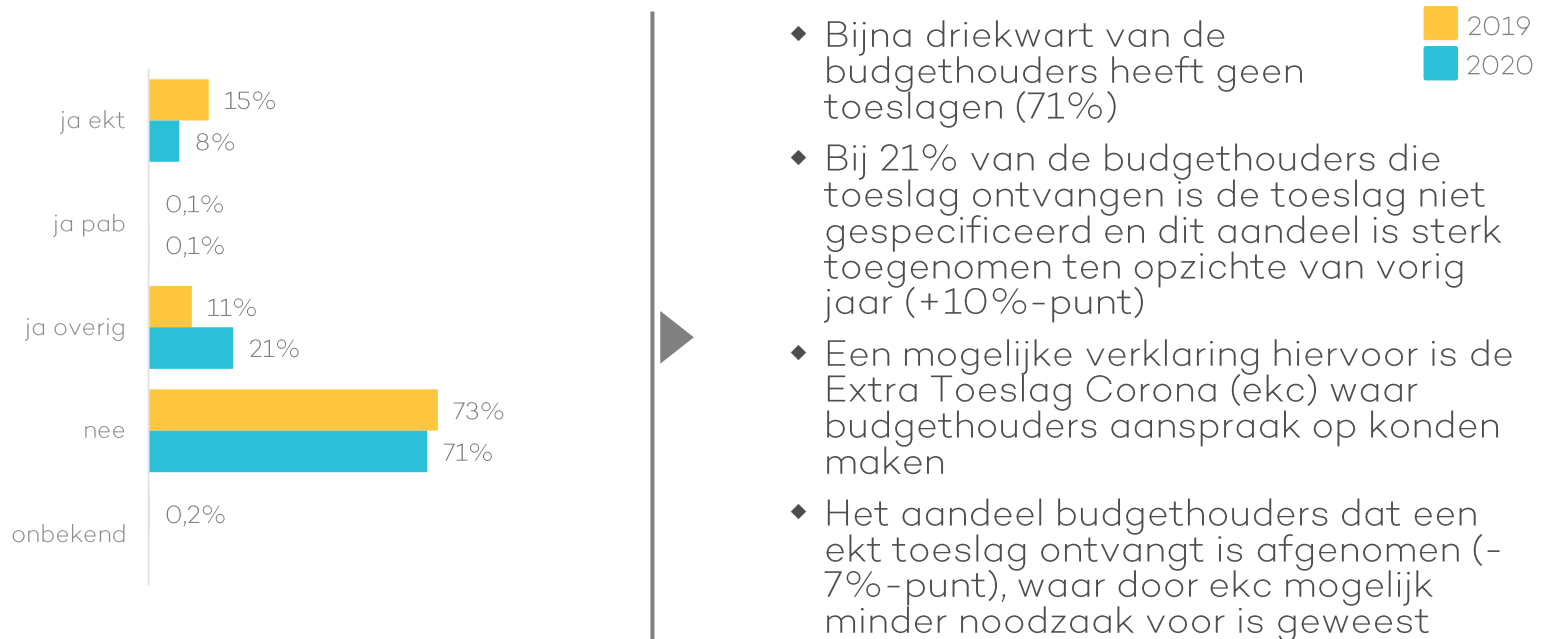 ja ekt
15%
8%
ja pab
0,1%
0,1%
ja overig
11%
21%
nee
73%
71%
onbekend
0,2%
◆ Bijna driekwart van de
budgethouders heeft geen
toeslagen (71%)
◆ Bij 21% van de budgethouders die
toeslag ontvangen is de toeslag niet
gespecificeerd en dit aandeel is sterk
toegenomen ten opzichte van vorig
jaar (+10%-punt)
◆ Een mogelijke verklaring hiervoor is de
Extra Toeslag Corona (ekc) waar
budgethouders aanspraak op konden
maken
◆ Het aandeel budgethouders dat een
ekt toeslag ontvangt is afgenomen (-
7%-punt), waar door ekc mogelijk
minder noodzaak voor is geweest
2019
2020